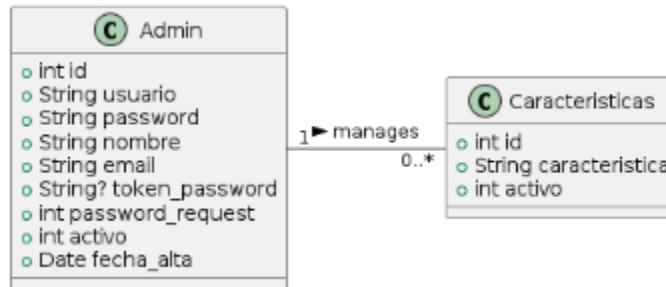 C Admin
int id
String usuario
String password
String nombre
String email
String? token_password
int password_request
int activo
Date fecha_alta
1 ► manages
0..*
C Caracteristicas
int id
String caracteristica
int activo